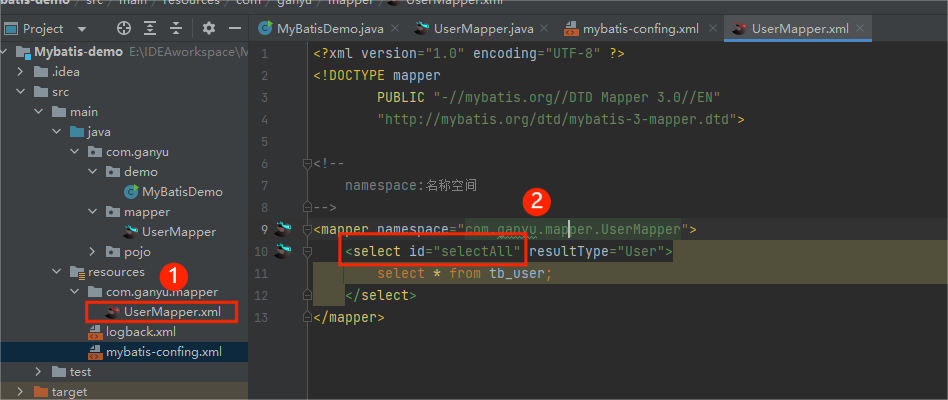 batis-demo / src / main / resources / com / ganyu / mapper / UserMapper.xml
Project
MyBatisDemo.java
UserMapper.java
mybatis-confing.xml
UserMapper.xml
Mybatis-demo E:\IDEAworkspace\M
.idea
src
main
java
com.ganyu
demo
MyBatisDemo
mapper
UserMapper
pojo
resources
1
com.ganyu.mapper
UserMapper.xml
logback.xml
mybatis-confing.xml
test
target
1 <?xml version="1.0" encoding="UTF-8" ?>
2 <!DOCTYPE mapper
3 PUBLIC "-//mybatis.org//DTD Mapper 3.0//EN"
4 "http://mybatis.org/dtd/mybatis-3-mapper.dtd">
5
6 <!--
7 namespace:名称空间
2
8 -->
9 <mapper namespace="com.ganyu.mapper.UserMapper">
10 <select id="selectAll" resultType="User">
11 select * from tb_user;
12 </select>
13 </mapper>